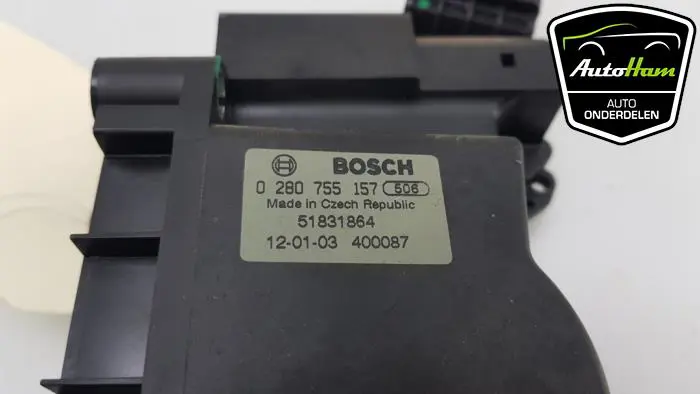 AutoHam
AUTO
ONDERDELEN
BOSCH
0 280 755 157 506
Made in Czech Republic
51831864
12-01-03 400087